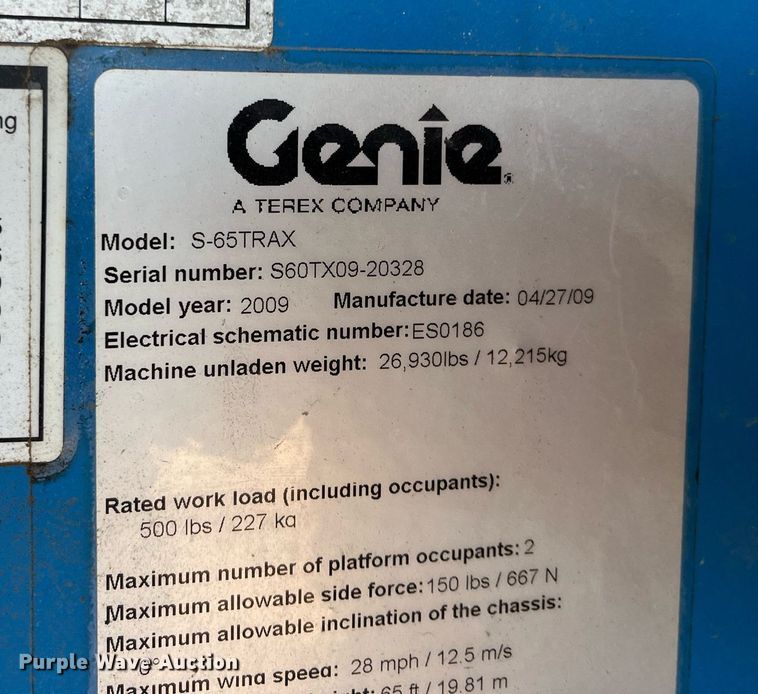 ng
Genie®
A TEREX COMPANY
Model: S-65TRAX
Serial number: S60TX09-20328
Model year: 2009 Manufacture date: 04/27/09
Electrical schematic number:ES0186
Machine unladen weight: 26,930lbs / 12,215kg
Rated work load (including occupants):
500 lbs / 227 kg
Maximum number of platform occupants: 2
Maximum allowable side force: 150 lbs / 667 N
Maximum allowable inclination of the chassis:
0°
Maximum wind speed: 28 mph / 12.5 m/s
65 ft / 19.81 m
Purple Wave Auction